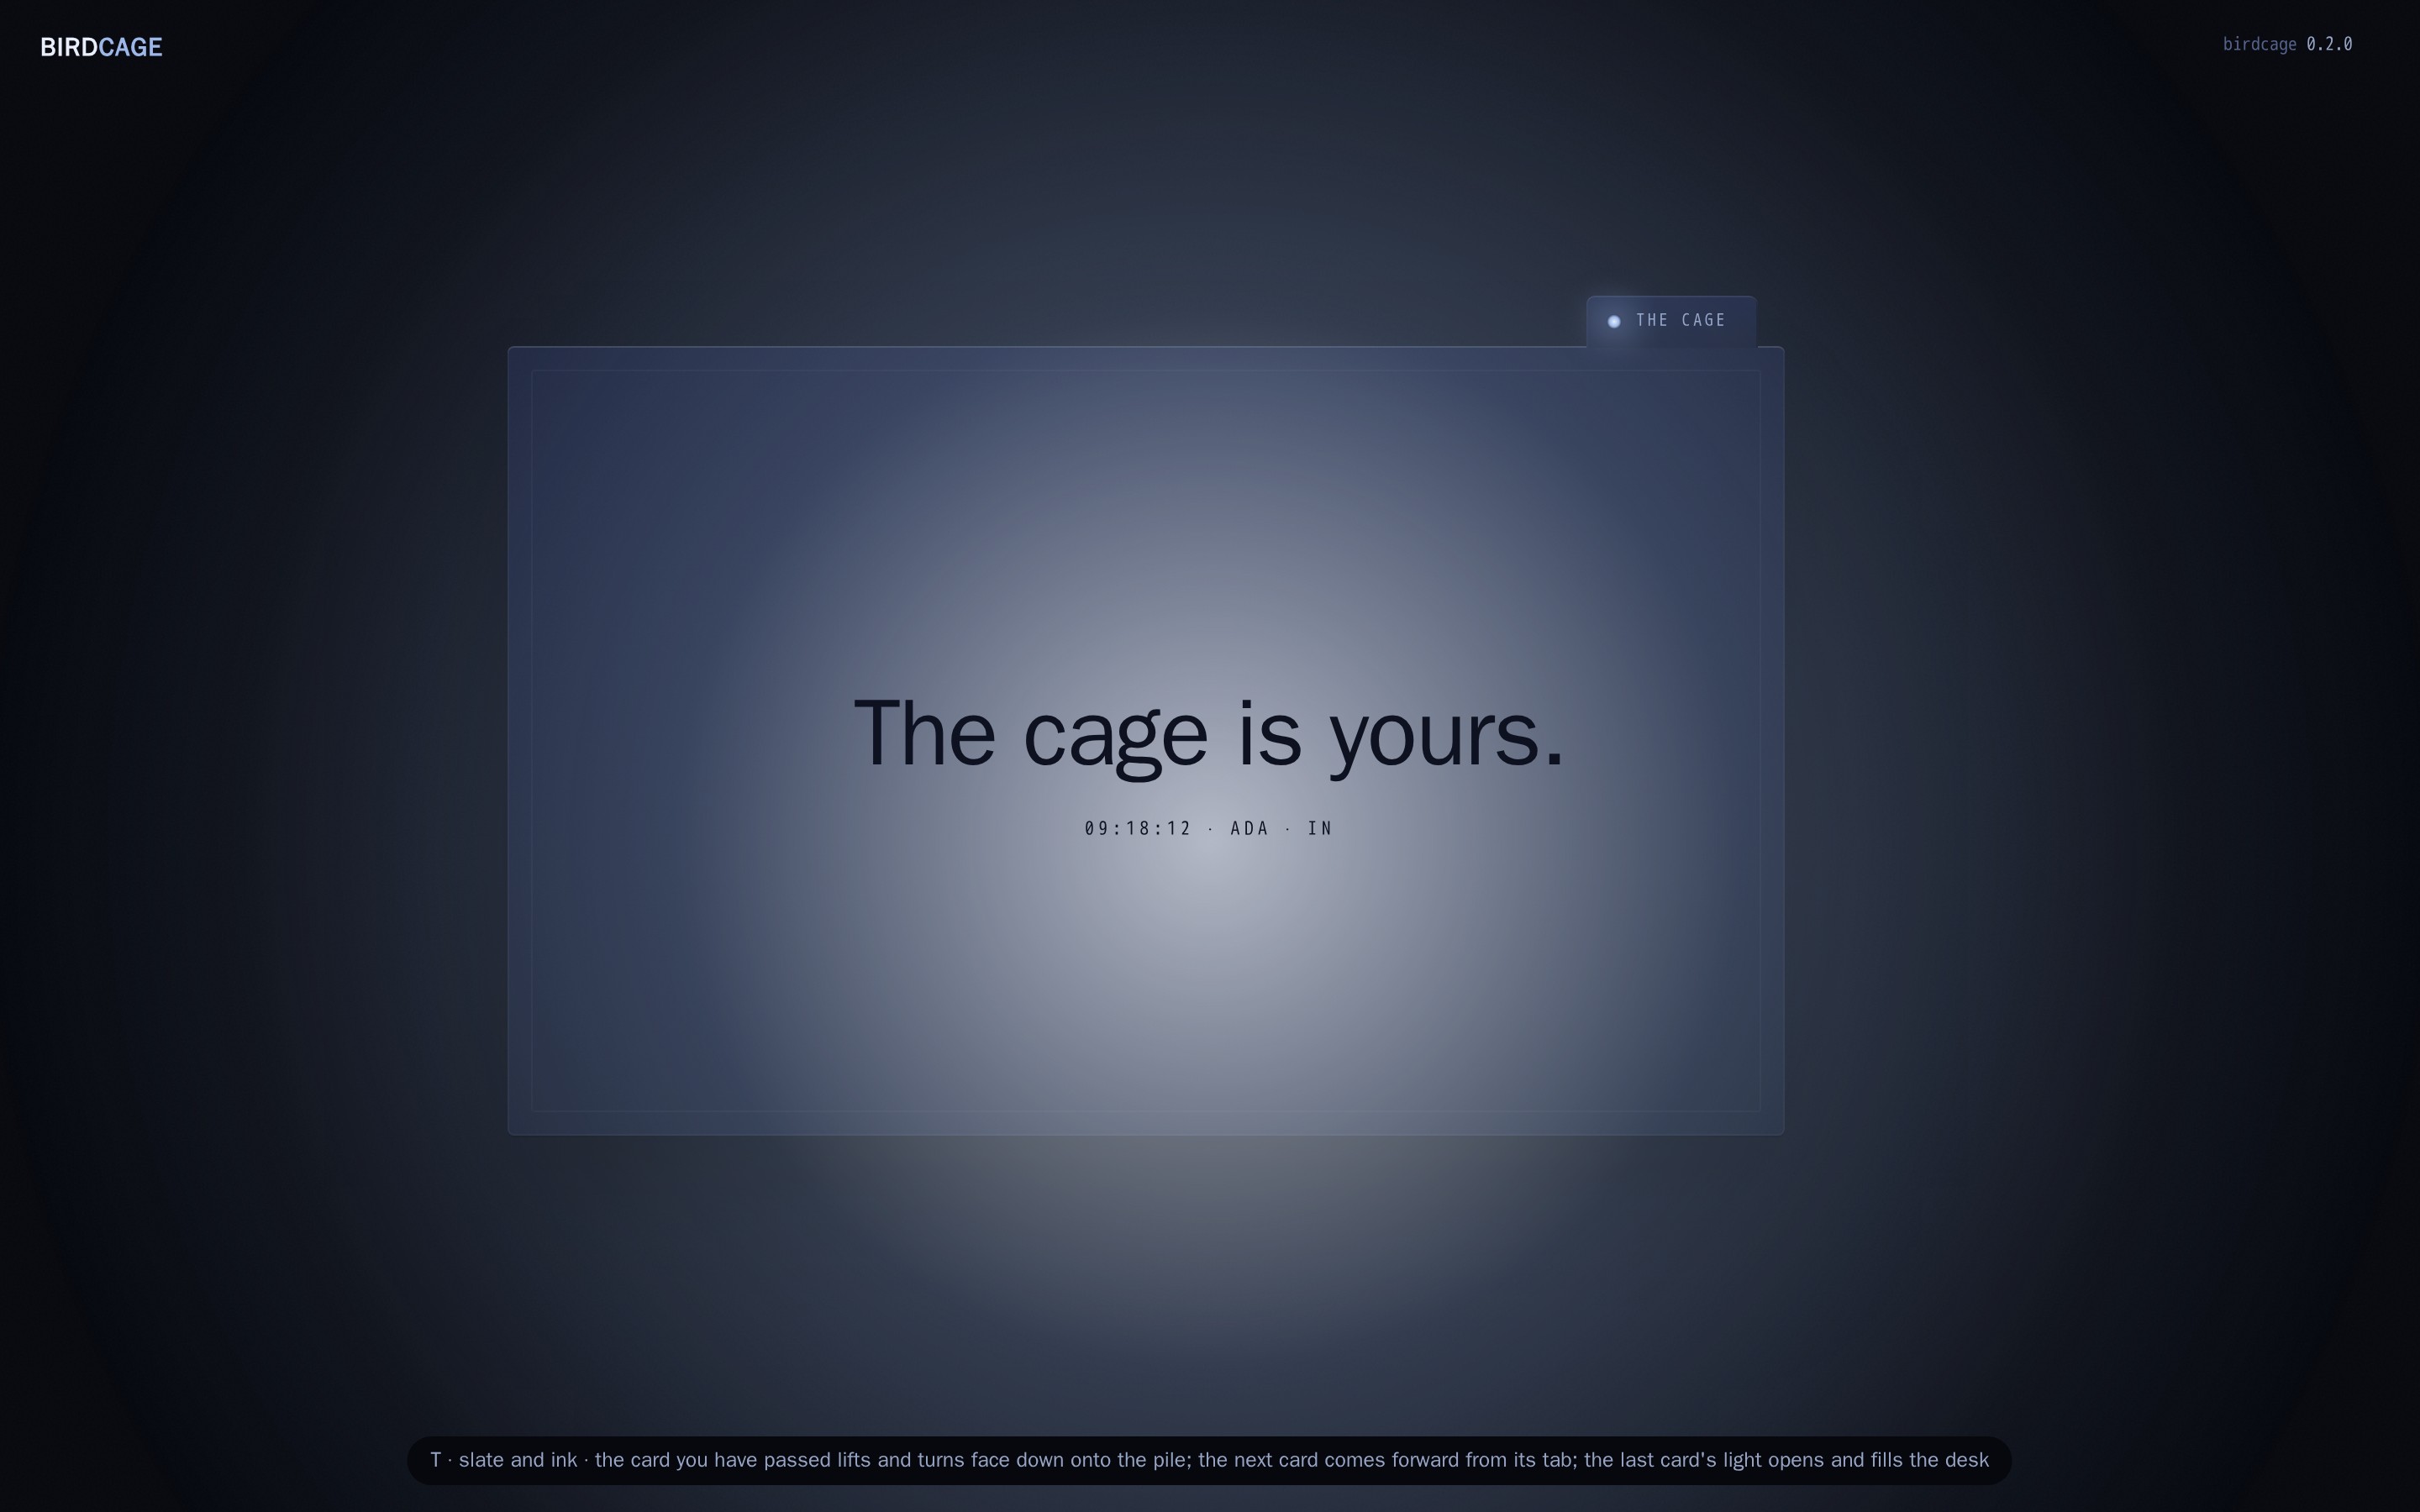 BIRDCAGE
birdcage 0.2.0
THE CAGE
The cage is yours.
09:18:12 · ADA · IN
T · slate and ink · the card you have passed lifts and turns face down onto the pile; the next card comes forward from its tab; the last card's light opens and fills the desk